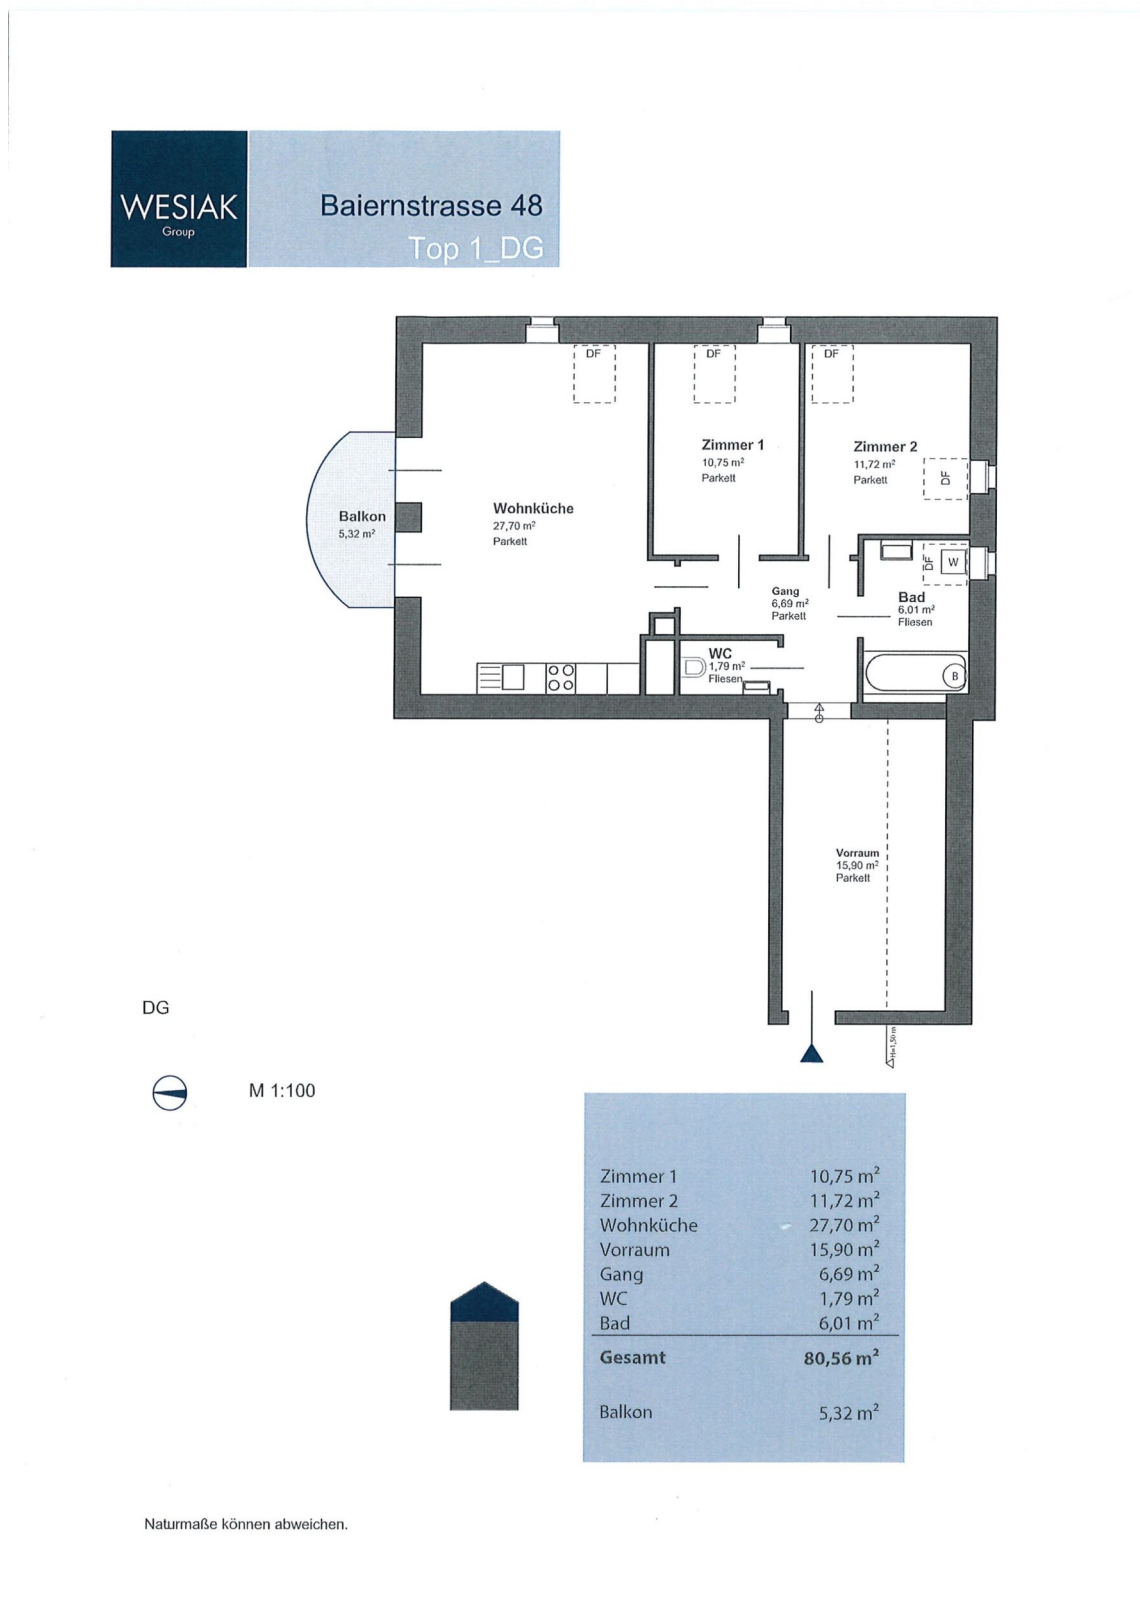 WESIAK
Group
Baiernstrasse 48
Top 1_DG
DF
DF
DF
Zimmer 1
10,75 m²
Parkett
Zimmer 2
11,72 m²
Parkett
DF
Wohnküche
27,70 m²
Parkett
Balkon
5,32 m²
DF
W
Gang
6,69 m²
Parkett
Bad
6.01 m²
Fliesen
WC
1,79 m²
Fliesen
B
Vorraum
15,90 m²
Parkett
DG
H=1,50 m
M 1:100
Zimmer 1 10,75 m²
Zimmer 2 11,72 m²
Wohnküche 27,70 m²
Vorraum 15,90 m²
Gang 6,69 m²
WC 1,79 m²
Bad 6,01 m²
Gesamt 80,56 m²
Balkon 5,32 m²
Naturmaße können abweichen.